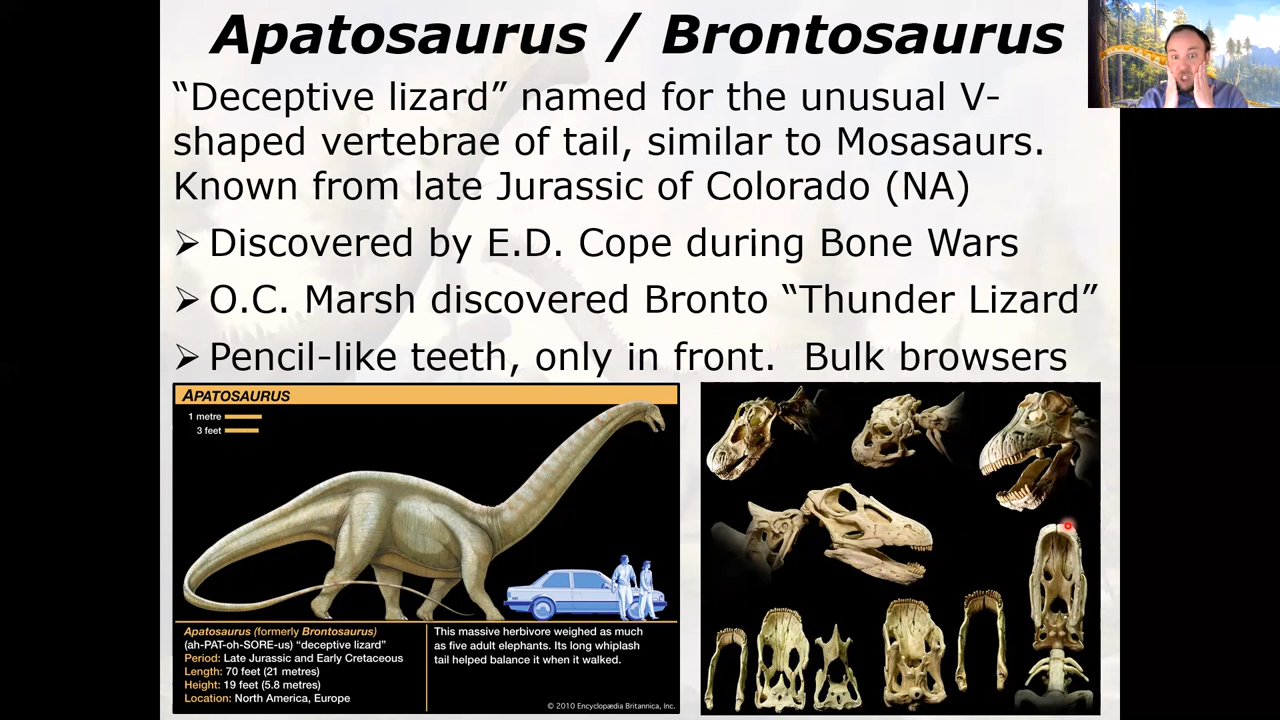 Apatosaurus / Brontosaurus
“Deceptive lizard” named for the unusual V-
shaped vertebrae of tail, similar to Mosasaurs.
Known from late Jurassic of Colorado (NA)
➢ Discovered by E.D. Cope during Bone Wars
➢ O.C. Marsh discovered Bronto “Thunder Lizard”
➢ Pencil-like teeth, only in front.  Bulk browsers
APATOSAURUS
1 metre
3 feet
Apatosaurus (formerly Brontosaurus)
(ah-PAT-oh-SORE-us) “deceptive lizard”
Period: Late Jurassic and Early Cretaceous
Length: 70 feet (21 metres)
Height: 19 feet (5.8 metres)
Location: North America, Europe
This massive herbivore weighed as much
as five adult elephants. Its long whiplash
tail helped balance it when it walked.
© 2010 Encyclopædia Britannica, Inc.